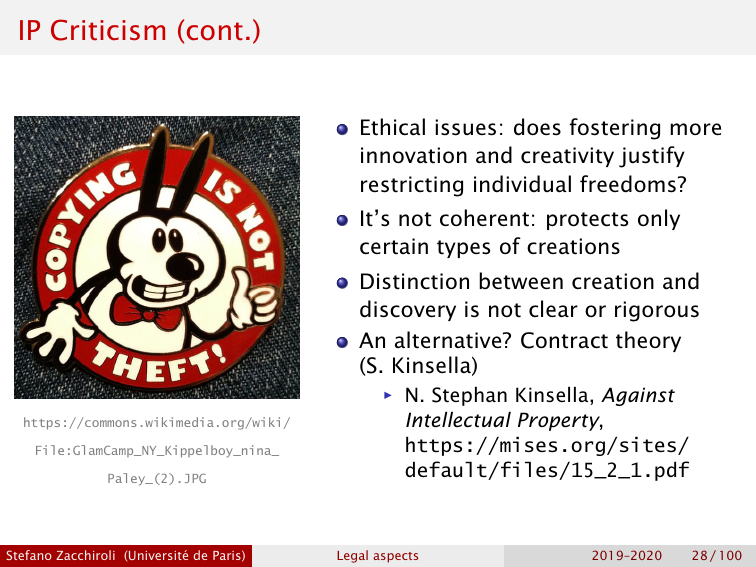 IP Criticism (cont.)
COPYING IS NOT
THEFT!
https://commons.wikimedia.org/wiki/
File:GlamCamp_NY_Kippelboy_nina_
Paley_(2).JPG
Ethical issues: does fostering more
innovation and creativity justify
restricting individual freedoms?
It’s not coherent: protects only
certain types of creations
Distinction between creation and
discovery is not clear or rigorous
An alternative? Contract theory
(S. Kinsella)
N. Stephan Kinsella, Against
Intellectual Property,
https://mises.org/sites/
default/files/15_2_1.pdf
Stefano Zacchiroli (Université de Paris) Legal aspects 2019–2020 28 / 100